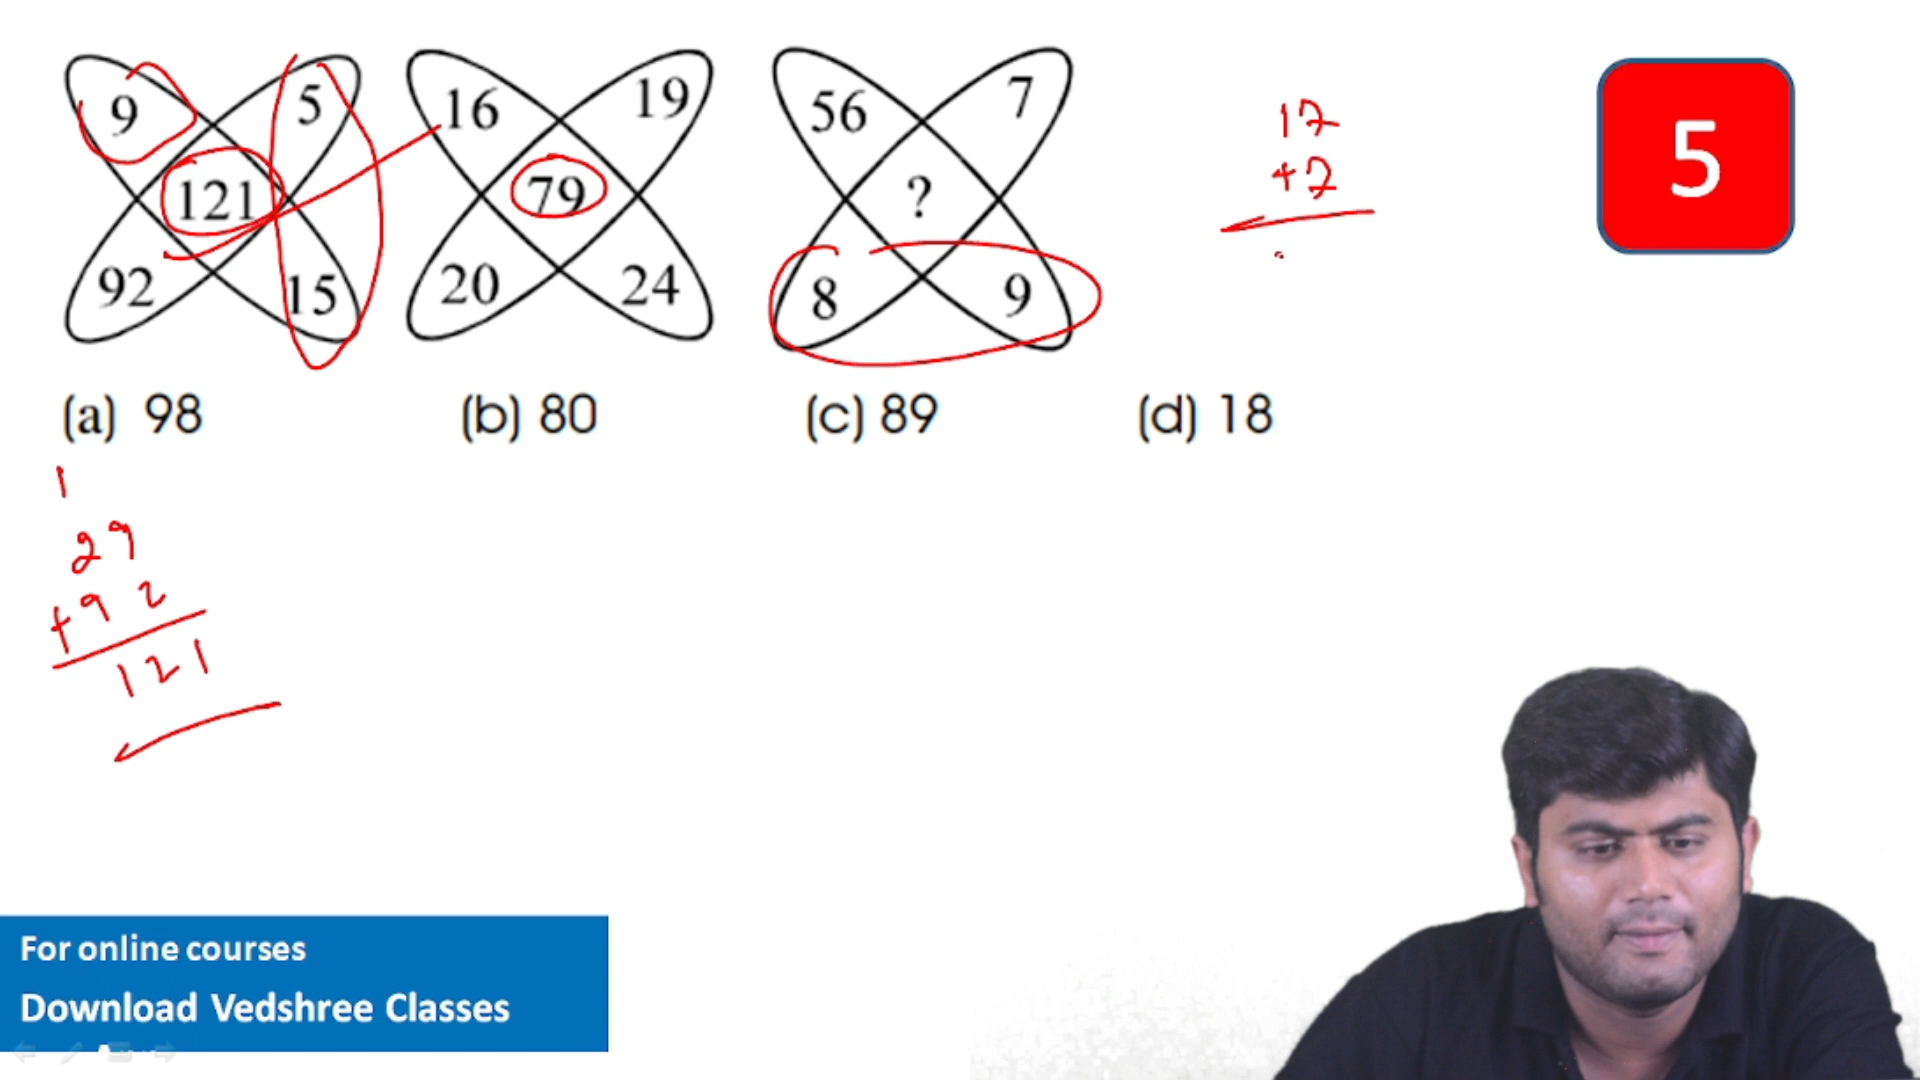 9 5 16 19 56 7
121 79 ?
92 15 20 24 8 9
17
+7
5
(a) 98 (b) 80 (c) 89 (d) 18
1
29
+92
121
For online courses
Download Vedshree Classes